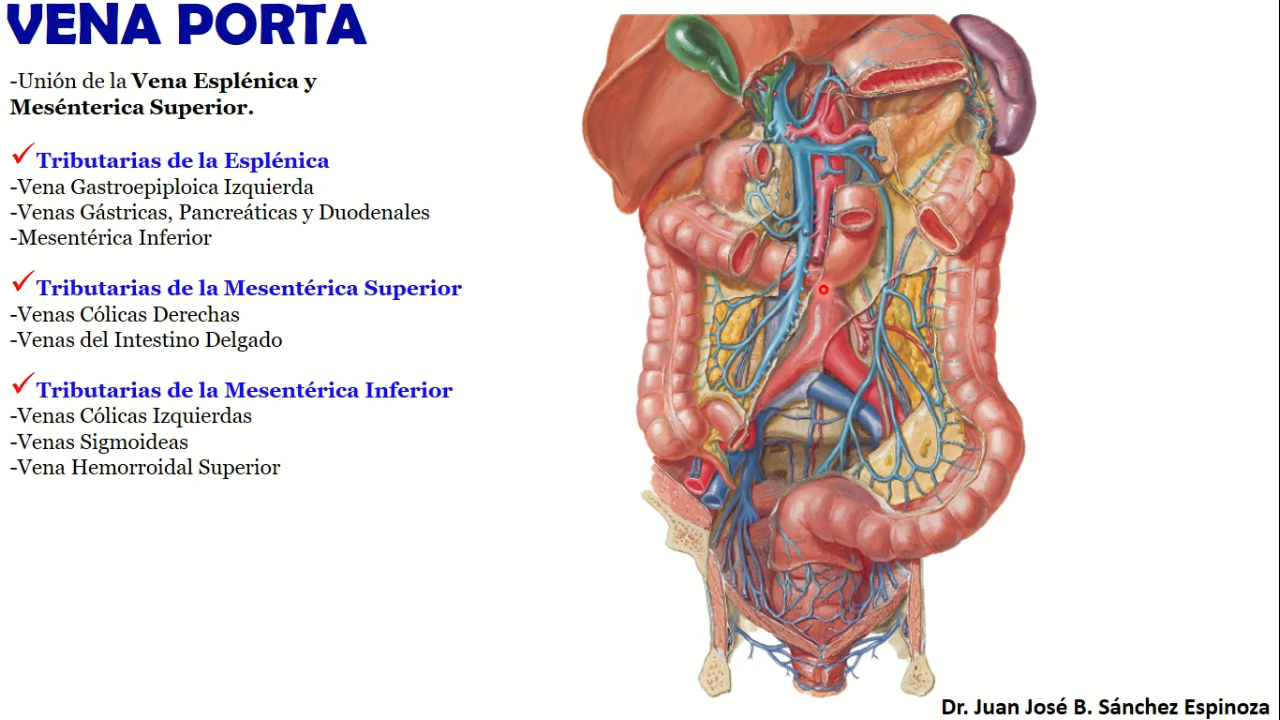 VENA PORTA
-Unión de la Vena Esplénica y
Mesénterica Superior.
Tributarias de la Esplénica
-Vena Gastroepiploica Izquierda
-Venas Gástricas, Pancreáticas y Duodenales
-Mesentérica Inferior
Tributarias de la Mesentérica Superior
-Venas Cólicas Derechas
-Venas del Intestino Delgado
Tributarias de la Mesentérica Inferior
-Venas Cólicas Izquierdas
-Venas Sigmoideas
-Vena Hemorroidal Superior
Dr. Juan José B. Sánchez Espinoza